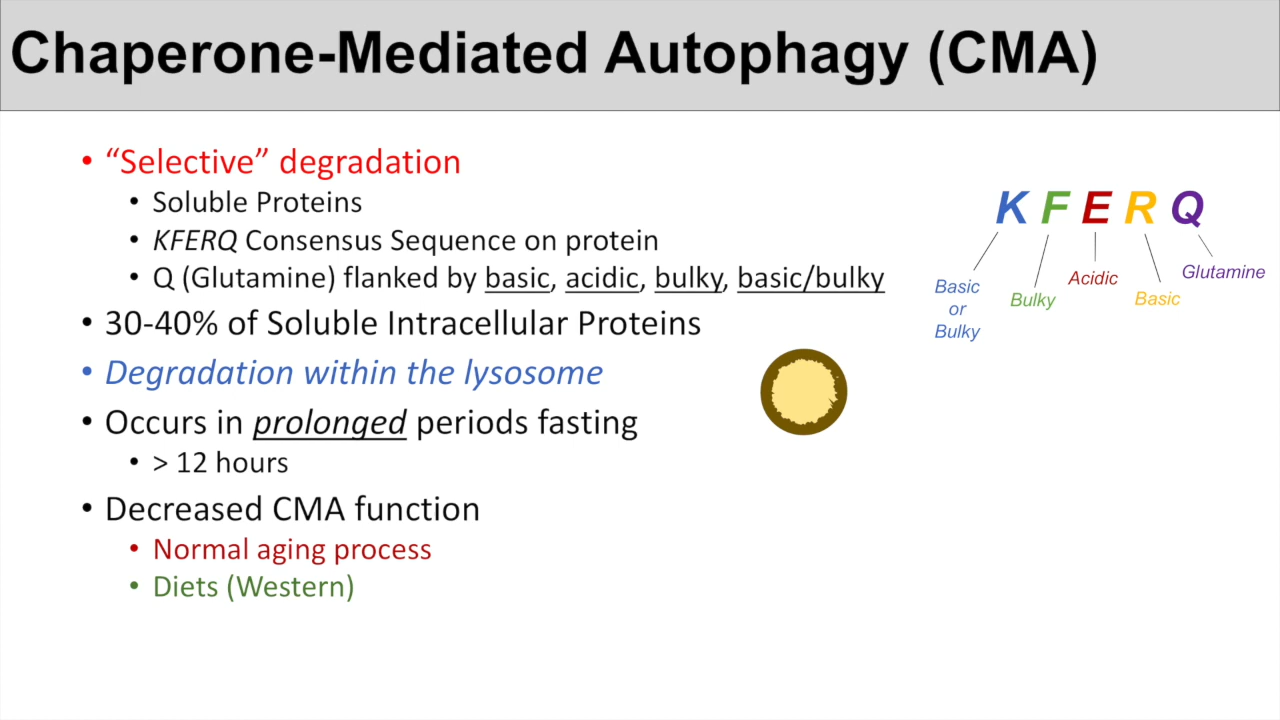 Chaperone-Mediated Autophagy (CMA)
• “Selective” degradation
• Soluble Proteins
• KFERQ Consensus Sequence on protein
• Q (Glutamine) flanked by basic, acidic, bulky, basic/bulky
• 30-40% of Soluble Intracellular Proteins
• Degradation within the lysosome
• Occurs in prolonged periods fasting
• > 12 hours
• Decreased CMA function
• Normal aging process
• Diets (Western)
K F E R Q
Basic
or
Bulky
Bulky
Acidic
Basic
Glutamine